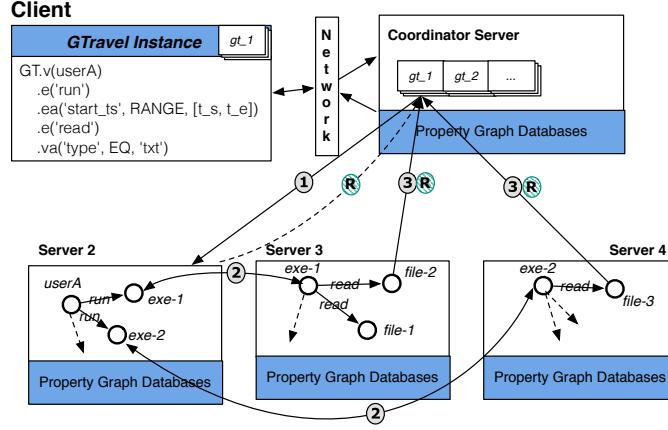 Client
GTravel Instance
gt_1
GT.v(userA)
.e('run')
.ea('start_ts', RANGE, [t_s, t_e])
.e('read')
.va('type', EQ, 'txt')
Network
Coordinator Server
gt_1
gt_2
...
Property Graph Databases
1
R
3
R
3
R
Server 2
userA
run
exe-1
run
exe-2
Property Graph Databases
2
Server 3
exe-1
read
file-2
read
file-1
Property Graph Databases
2
Server 4
exe-2
read
file-3
Property Graph Databases